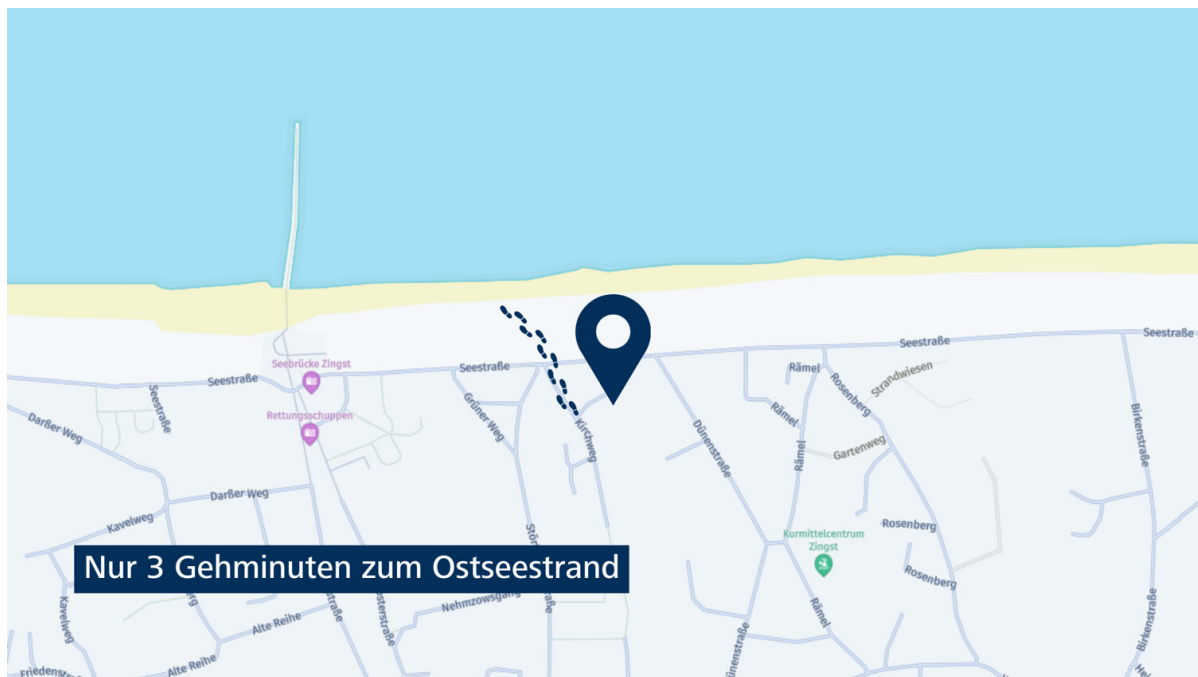 Seestraße
Seestraße
Seebrücke Zingst
Seestraße
Seestraße
Rämel
Strandwiesen
Seestraße
Rettungsschuppen
Grüner Weg
Kirchweg
Rämel
Rosenberg
Birkenstraße
Darßer Weg
Dünenstraße
Rämel
Gartenweg
Darßer Weg
Kavelweg
Rosenberg
Kurmittelcentrum
Zingst
Nur 3 Gehminuten zum Ostseestrand
Rosenberg
Kavelweg
Alte Reihe
Nehmzowsgang
Rämel
Birkenstraße
Alte Reihe